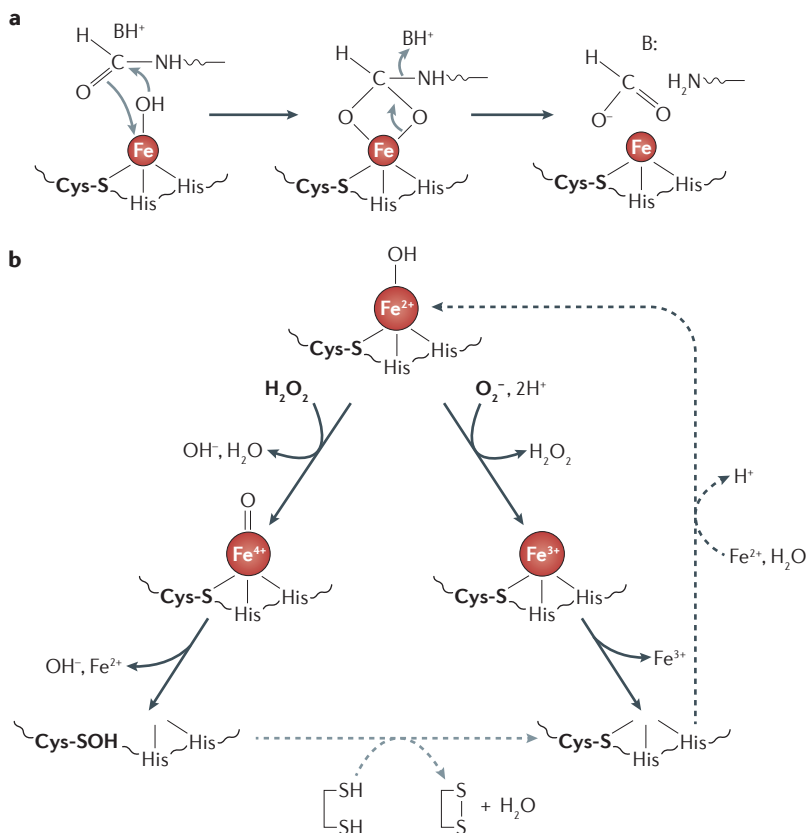 a
H BH⁺
C NH
O
OH
Fe
Cys-S His His
H BH⁺
C NH
O O
Fe
Cys-S His His
B:
H
C H₂N
O⁻ O
Fe
Cys-S His His
b
OH
Fe²⁺
Cys-S His His
H₂O₂ O₂⁻, 2H⁺
OH⁻, H₂O H₂O₂
H⁺
Fe²⁺, H₂O
O
Fe⁴⁺ Fe³⁺
Cys-S His His
Cys-S His His
OH⁻, Fe²⁺ Fe³⁺
Cys-SOH His His
Cys-S His His
SH
SH
S
S
+ H₂O